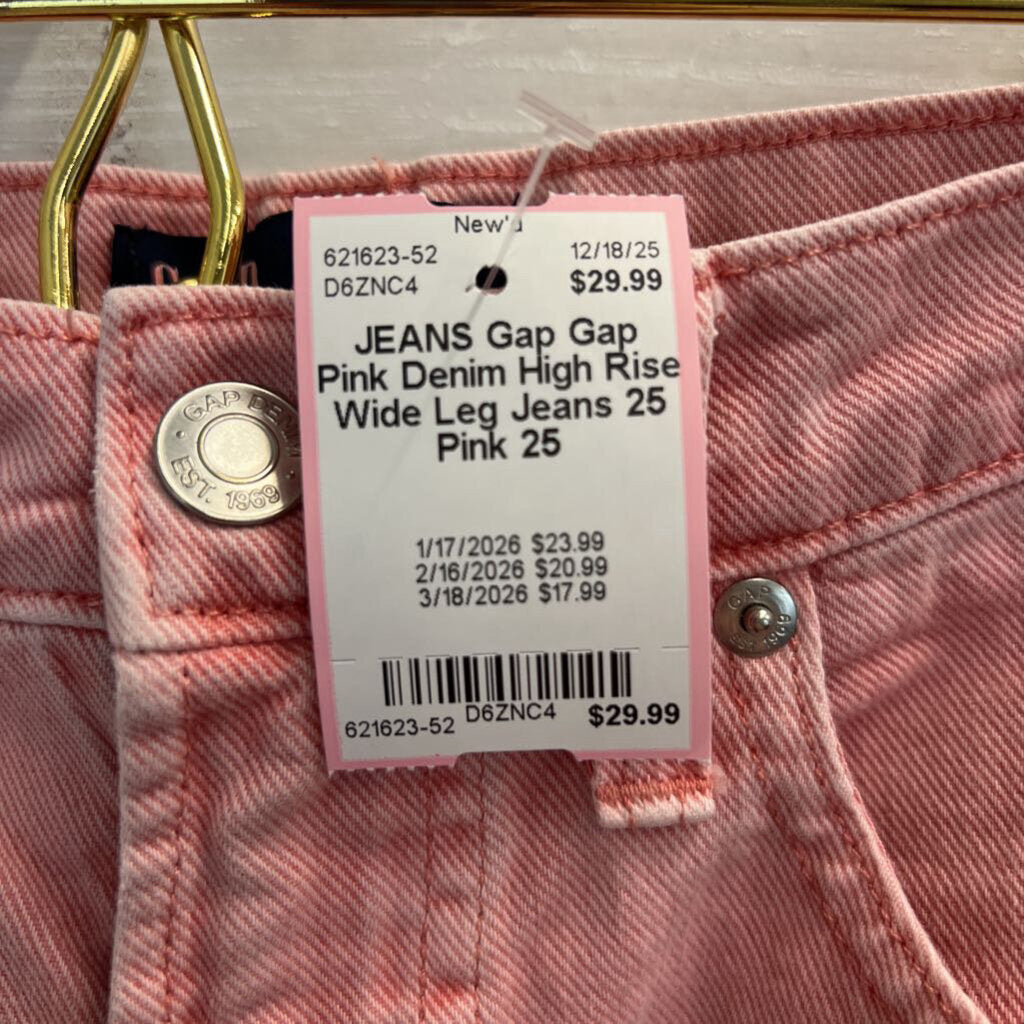 New'd
621623-52 12/18/25
D6ZNC4 $29.99
JEANS Gap Gap
Pink Denim High Rise
Wide Leg Jeans 25
Pink 25
1/17/2026 $23.99
2/16/2026 $20.99
3/18/2026 $17.99
621623-52 D6ZNC4 $29.99
GAP DENIM
EST. 1969
GAP
EST. 1969